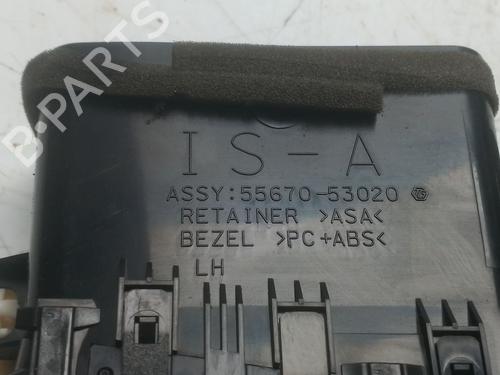 B-PARTS
IS-A
ASSY:55670-53020
RETAINER >ASA<
BEZEL >PC+ABS<
LH